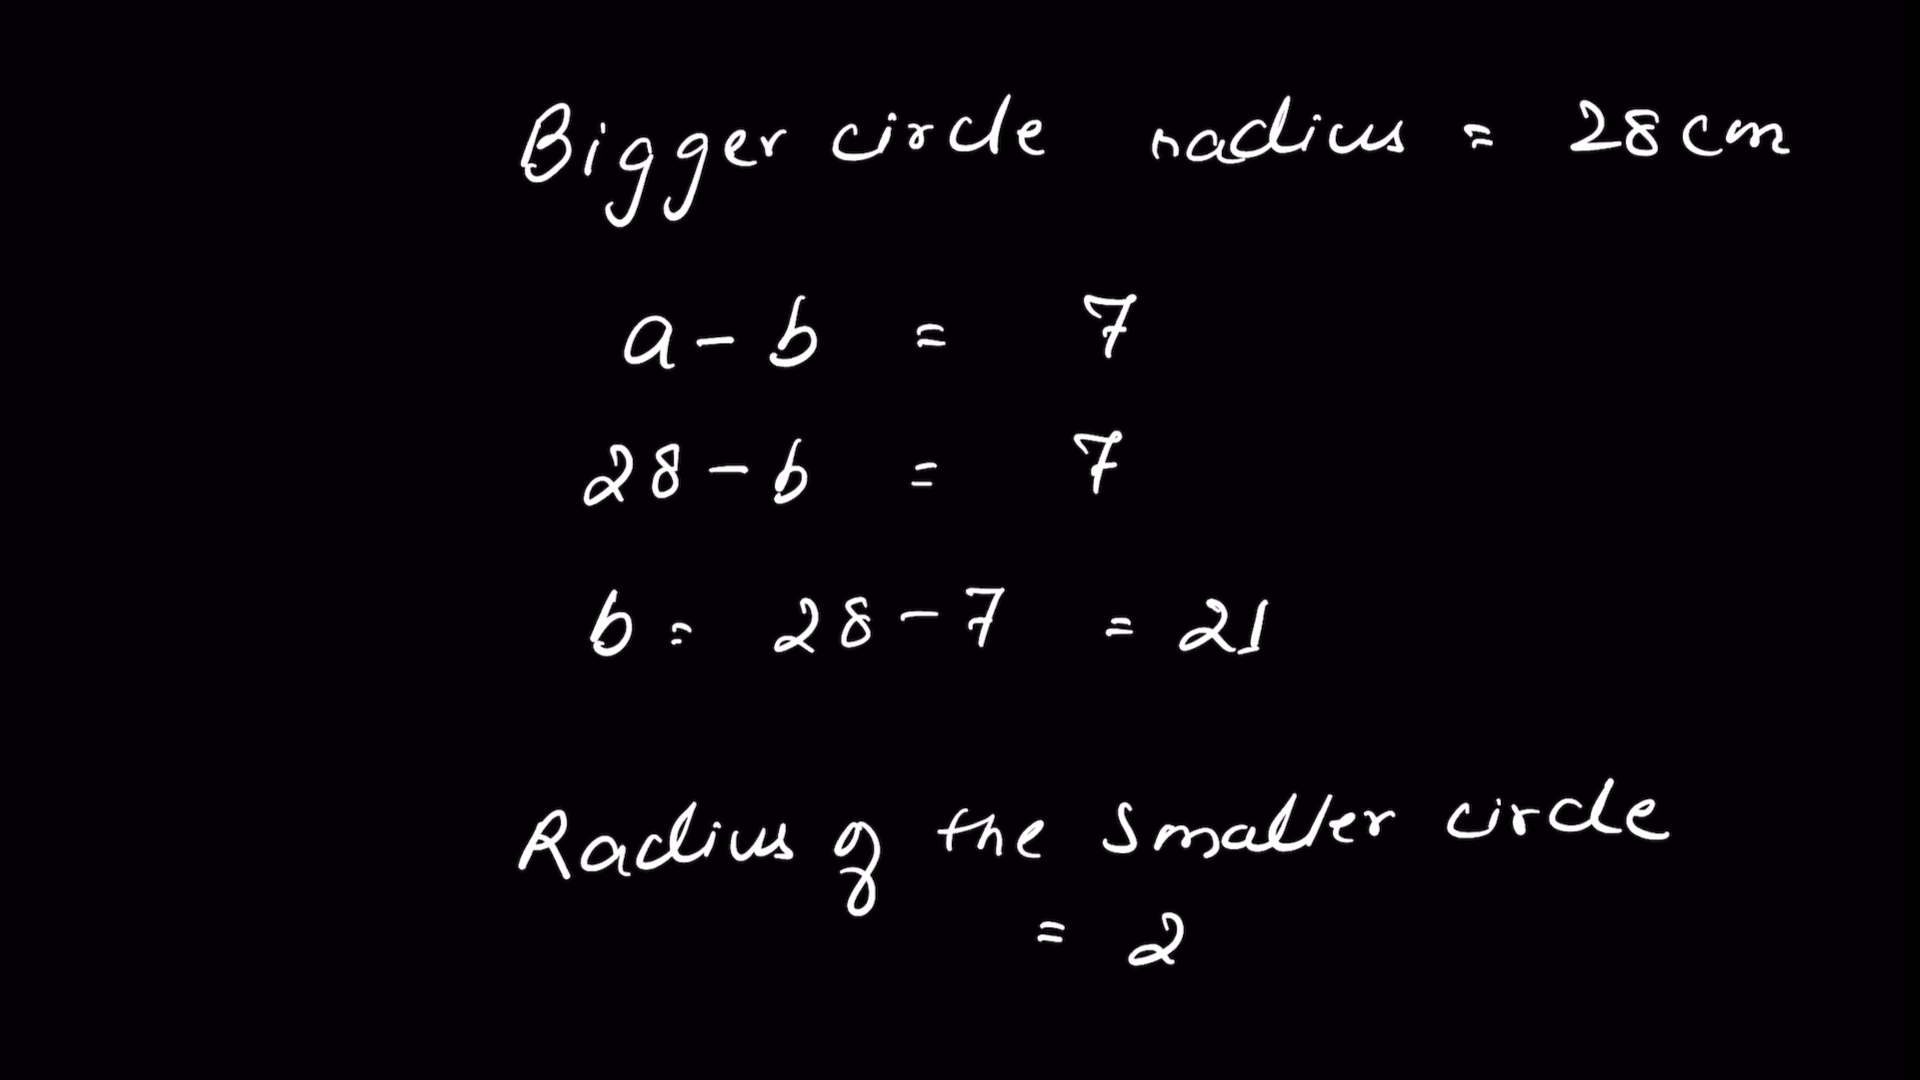 Bigger circle radius = 28cm
a - b = 7
28 - b = 7
b = 28 - 7 = 21
Radius of the smaller circle
= 2